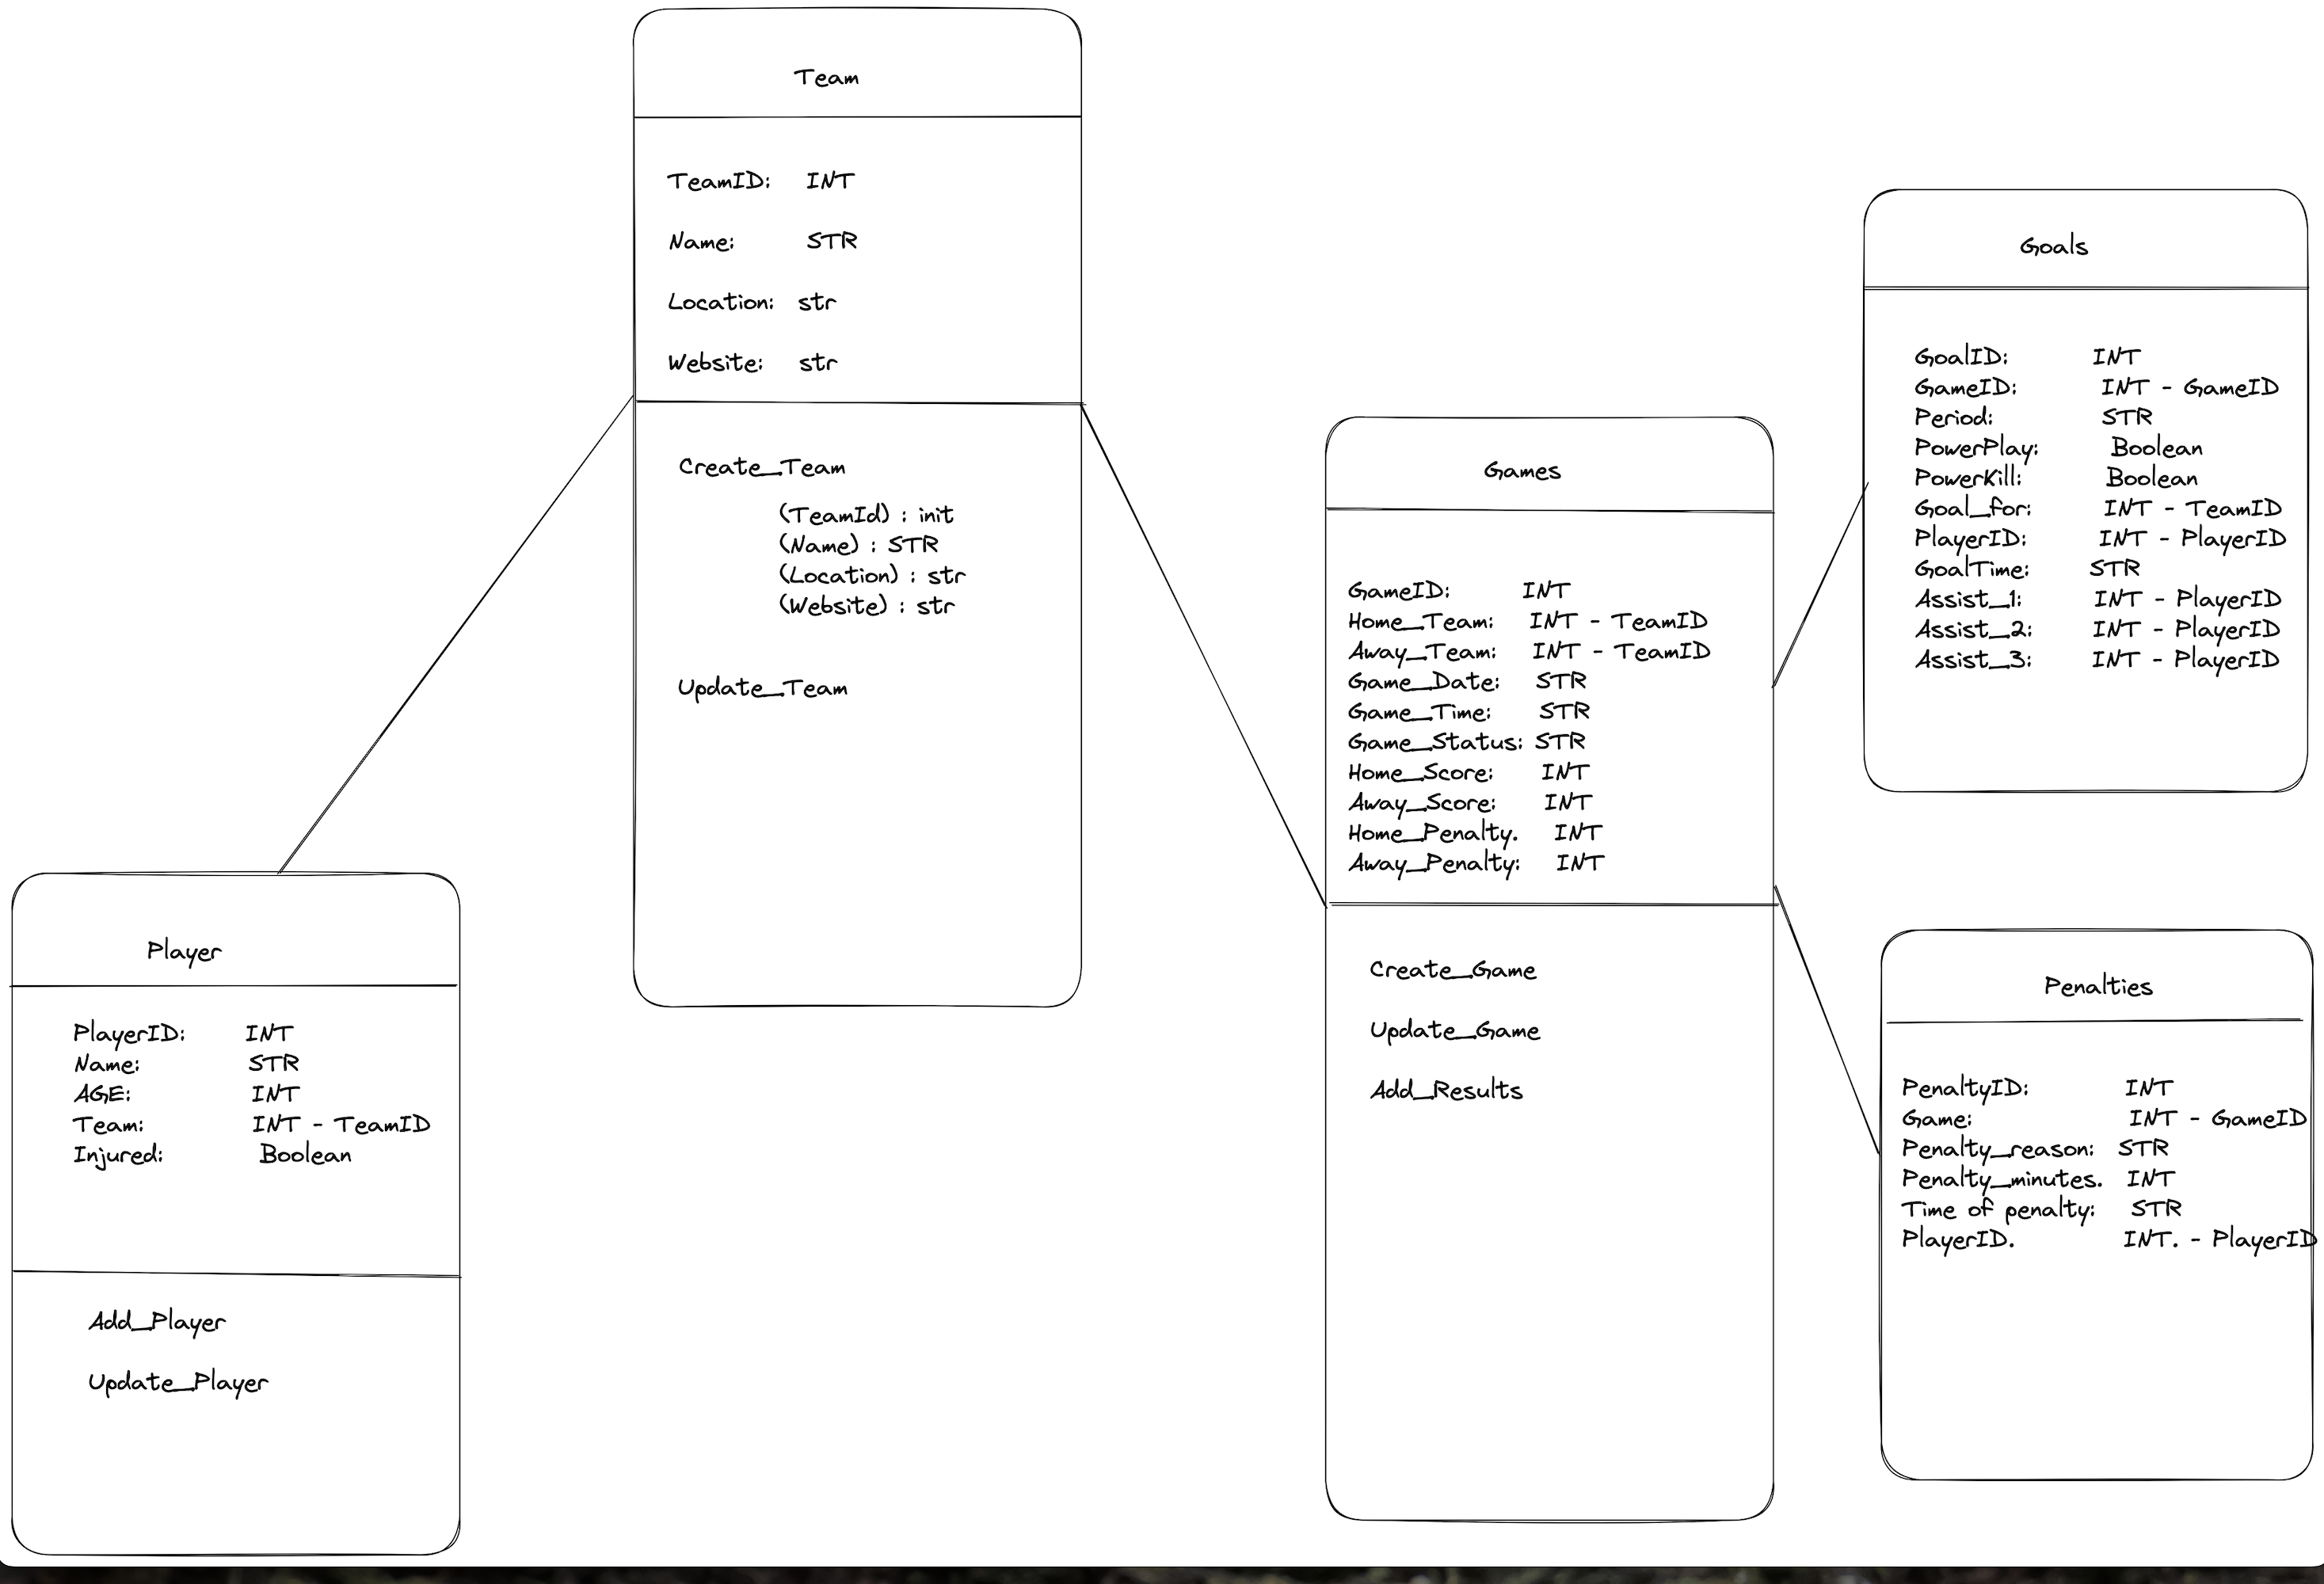 Team
TeamID: INT
Name: STR
Location: str
Website: str
Create_Team
(TeamId) : init
(Name) : STR
(Location) : str
(Website) : str
Update_Team
Player
PlayerID: INT
Name: STR
AGE: INT
Team: INT - TeamID
Injured: Boolean
Add_Player
Update_Player
Games
GameID: INT
Home_Team: INT - TeamID
Away_Team: INT - TeamID
Game_Date: STR
Game_Time: STR
Game_Status: STR
Home_Score: INT
Away_Score: INT
Home_Penalty. INT
Away_Penalty: INT
Create_Game
Update_Game
Add_Results
Goals
GoalID: INT
GameID: INT - GameID
Period: STR
PowerPlay: Boolean
PowerKill: Boolean
Goal_for: INT - TeamID
PlayerID: INT - PlayerID
GoalTime: STR
Assist_1: INT - PlayerID
Assist_2: INT - PlayerID
Assist_3: INT - PlayerID
Penalties
PenaltyID: INT
Game: INT - GameID
Penalty_reason: STR
Penalty_minutes. INT
Time of penalty: STR
PlayerID. INT. - PlayerID